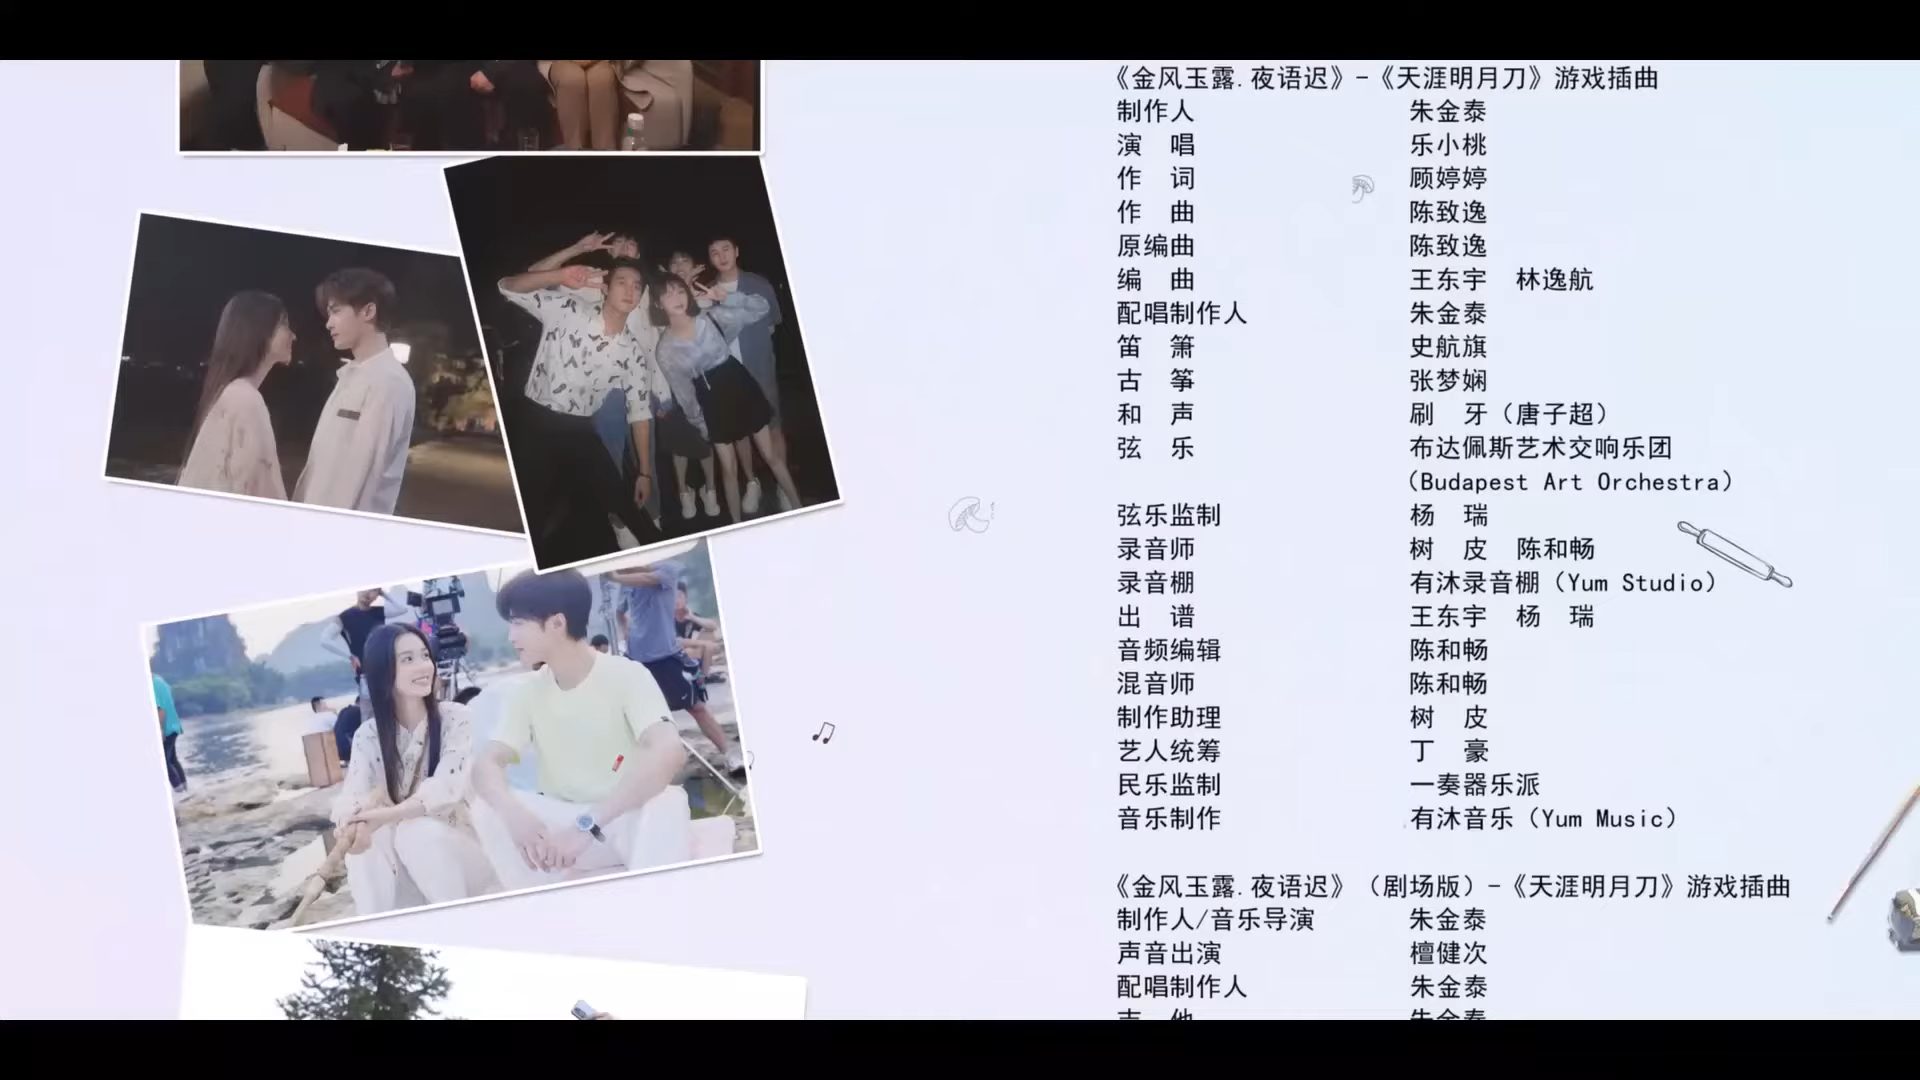 《金风玉露.夜语迟》-《天涯明月刀》游戏插曲
制作人 朱金泰
演 唱 乐小桃
作 词 顾婷婷
作 曲 陈致逸
原编曲 陈致逸
编 曲 王东宇 林逸航
配唱制作人 朱金泰
笛 箫 史航旗
古 筝 张梦娴
和 声 刷 牙（唐子超）
弦 乐 布达佩斯艺术交响乐团
（Budapest Art Orchestra）
弦乐监制 杨 瑞
录音师 树 皮 陈和畅
录音棚 有沐录音棚（Yum Studio）
出 谱 王东宇 杨 瑞
音频编辑 陈和畅
混音师 陈和畅
制作助理 树 皮
艺人统筹 丁 豪
民乐监制 一奏器乐派
音乐制作 有沐音乐（Yum Music）
《金风玉露.夜语迟》（剧场版）-《天涯明月刀》游戏插曲
制作人/音乐导演 朱金泰
声音出演 檀健次
配唱制作人 朱金泰